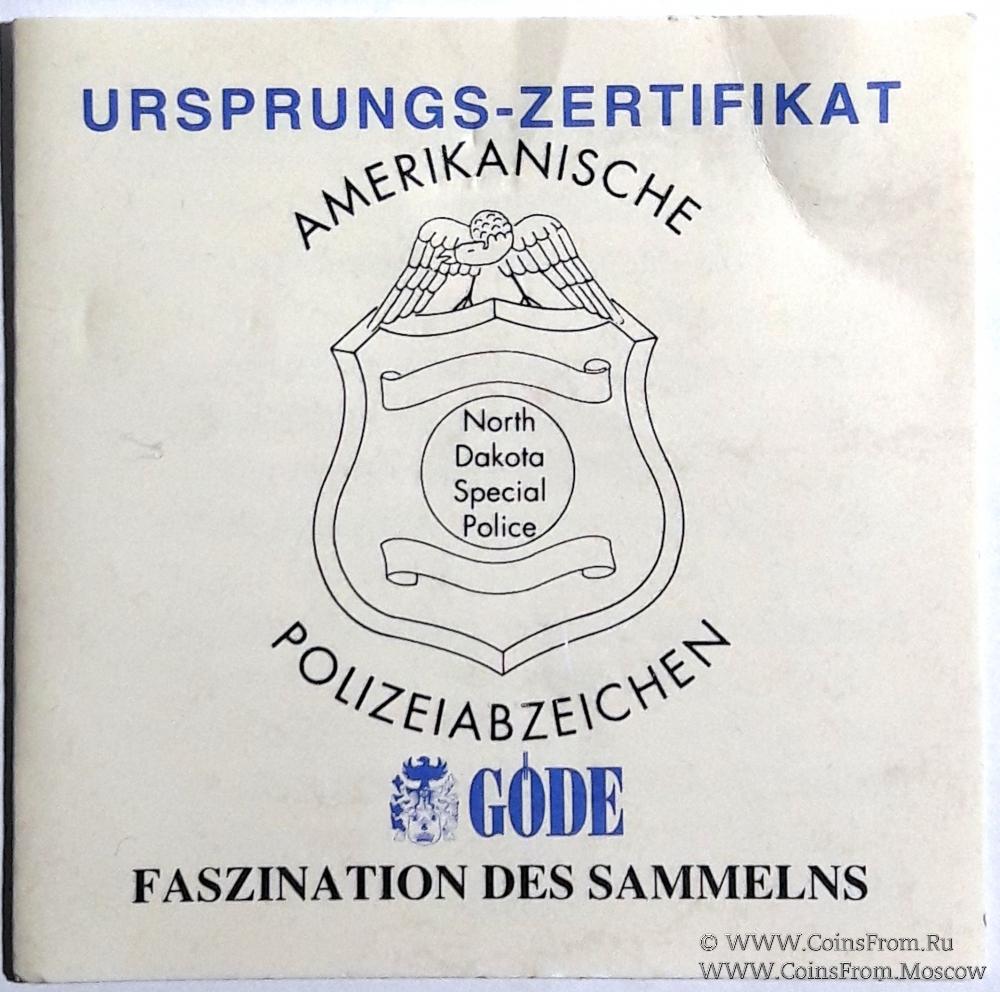 URSPRUNGS-ZERTIFIKAT
AMERIKANISCHE
North
Dakota
Special
Police
POLIZEIABZEICHEN
GÖDE
FASZINATION DES SAMMELNS
© WWW.CoinsFrom.Ru
WWW.CoinsFrom.Moscow